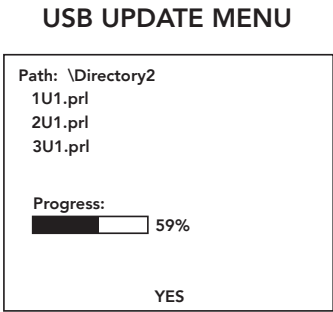 USB UPDATE MENU
Path: \Directory2
1U1.prl
2U1.prl
3U1.prl
Progress:
59%
YES